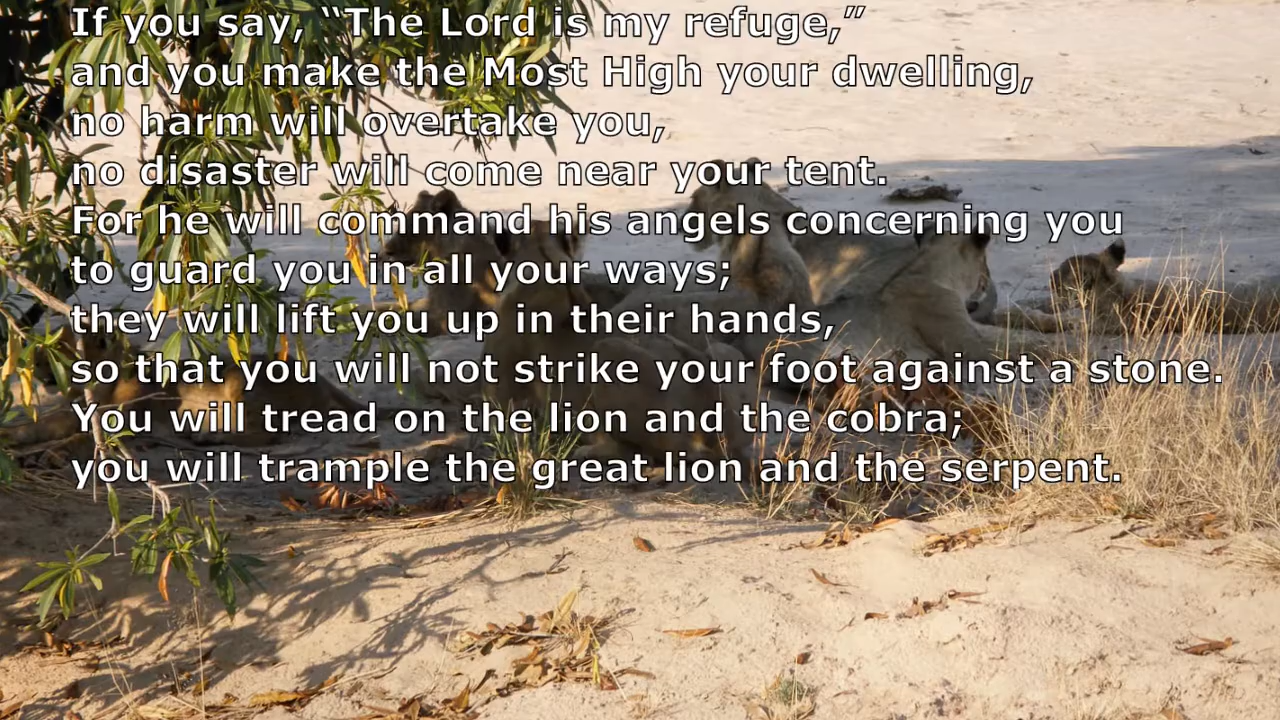 If you say, “The Lord is my refuge,”
and you make the Most High your dwelling,
no harm will overtake you,
no disaster will come near your tent.
For he will command his angels concerning you
to guard you in all your ways;
they will lift you up in their hands,
so that you will not strike your foot against a stone.
You will tread on the lion and the cobra;
you will trample the great lion and the serpent.